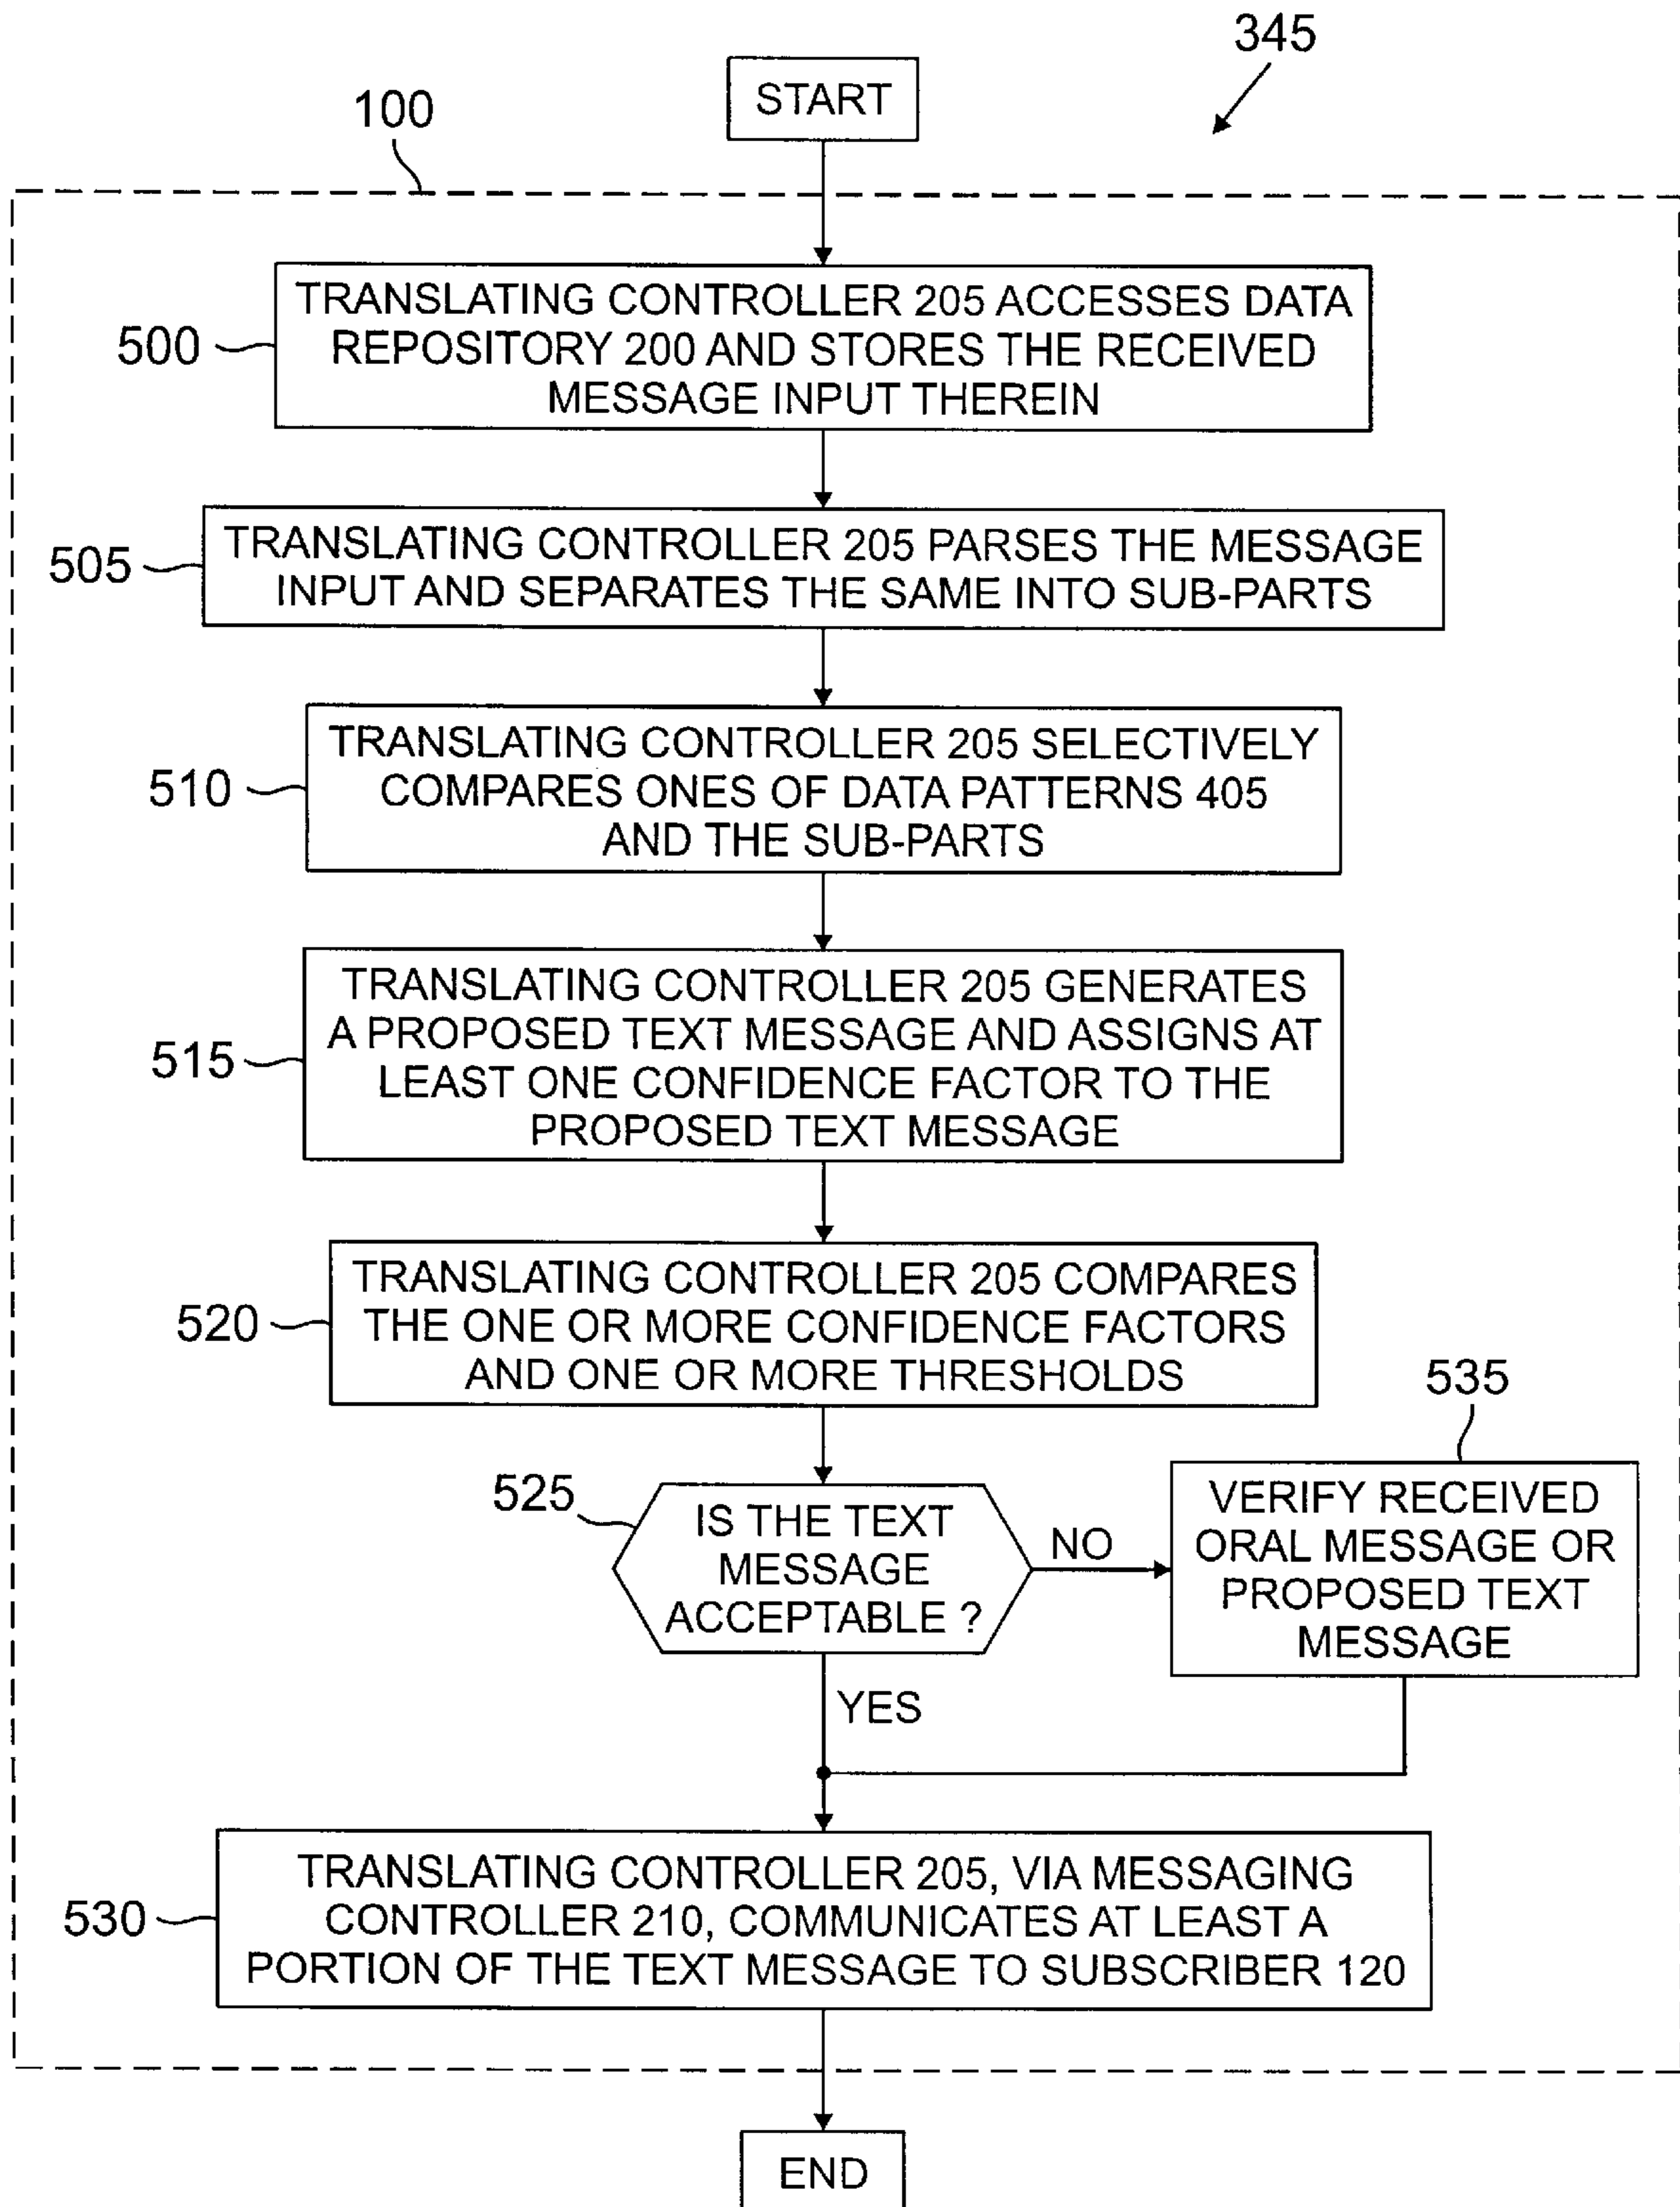 345
START
100
500
TRANSLATING CONTROLLER 205 ACCESSES DATA
REPOSITORY 200 AND STORES THE RECEIVED
MESSAGE INPUT THEREIN
505
TRANSLATING CONTROLLER 205 PARSES THE MESSAGE
INPUT AND SEPARATES THE SAME INTO SUB-PARTS
510
TRANSLATING CONTROLLER 205 SELECTIVELY
COMPARES ONES OF DATA PATTERNS 405
AND THE SUB-PARTS
515
TRANSLATING CONTROLLER 205 GENERATES
A PROPOSED TEXT MESSAGE AND ASSIGNS AT
LEAST ONE CONFIDENCE FACTOR TO THE
PROPOSED TEXT MESSAGE
520
TRANSLATING CONTROLLER 205 COMPARES
THE ONE OR MORE CONFIDENCE FACTORS
AND ONE OR MORE THRESHOLDS
525
IS THE TEXT
MESSAGE
ACCEPTABLE ?
NO
535
VERIFY RECEIVED
ORAL MESSAGE OR
PROPOSED TEXT
MESSAGE
YES
530
TRANSLATING CONTROLLER 205, VIA MESSAGING
CONTROLLER 210, COMMUNICATES AT LEAST A
PORTION OF THE TEXT MESSAGE TO SUBSCRIBER 120
END